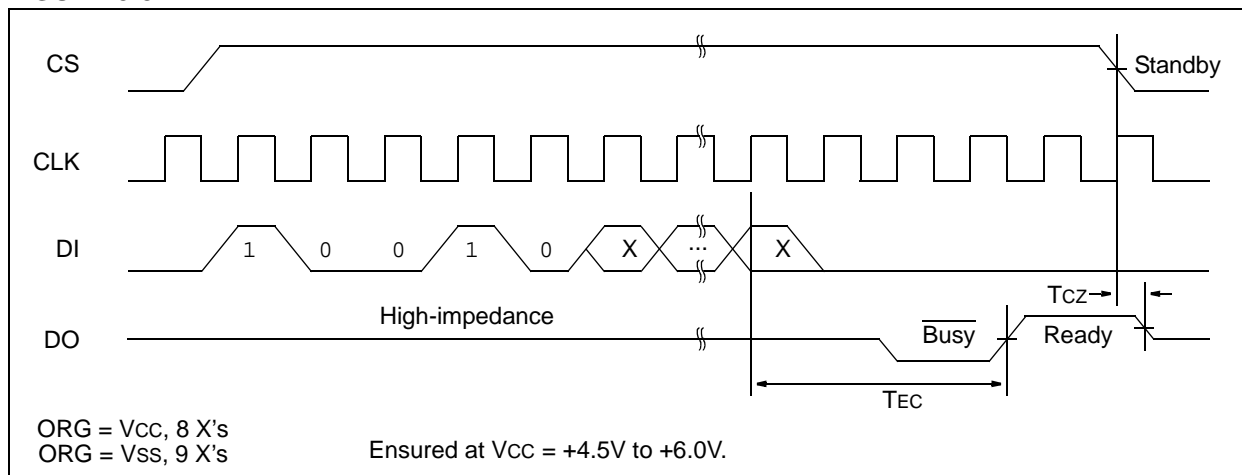 CS
Standby
CLK
DI
1 0 0 1 0 X ... X
TCZ
High-impedance
DO
Busy
Ready
TEC
ORG = VCC, 8 X's
ORG = VSS, 9 X's
Ensured at VCC = +4.5V to +6.0V.